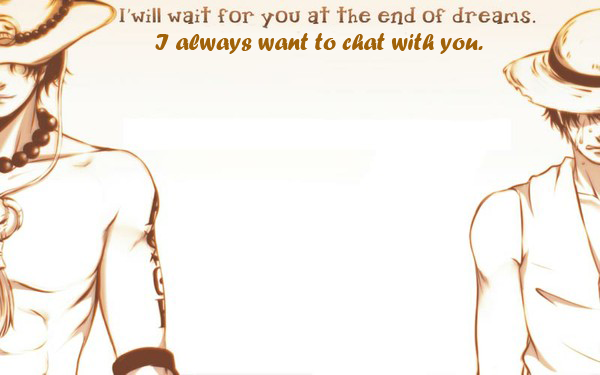 I'will wait for you at the end of dreams.
I always want to chat with you.